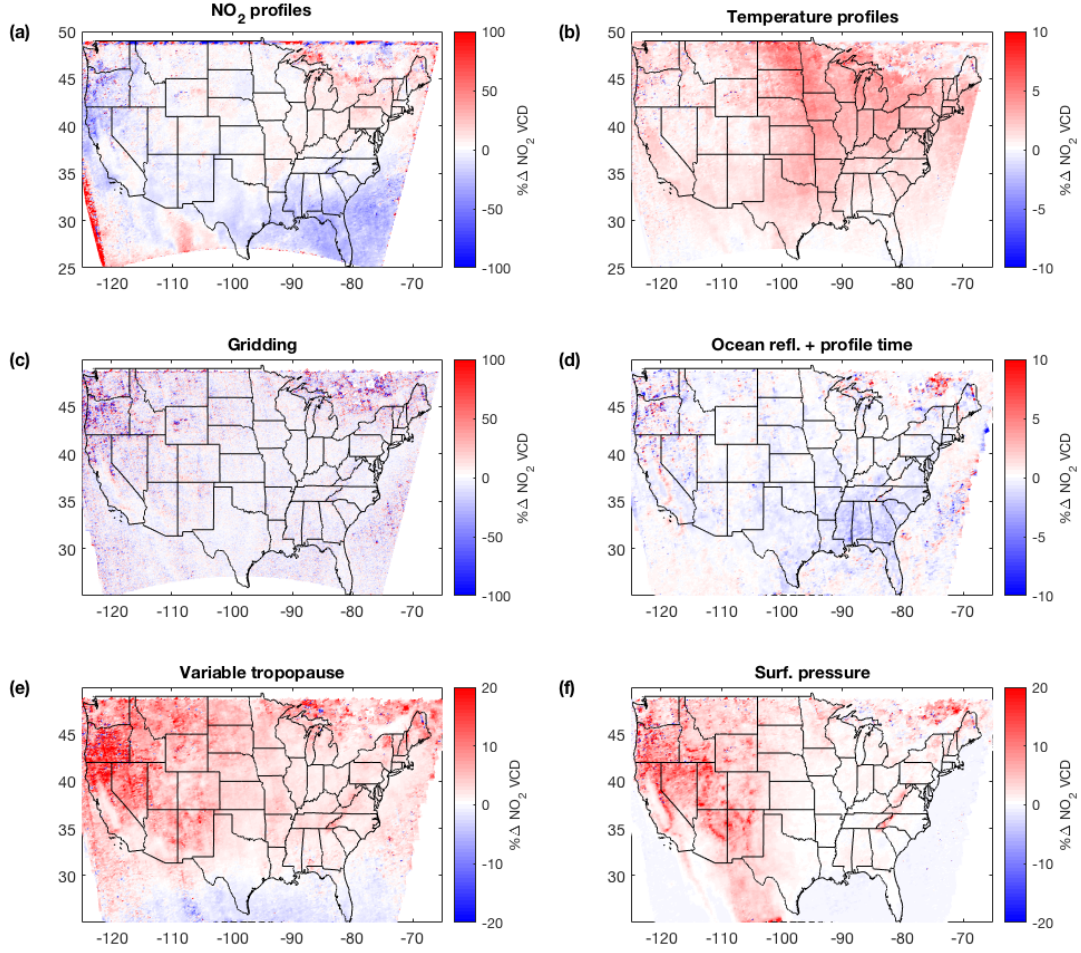 (a)
NO2 profiles
50
45
40
35
30
25
-120 -110 -100 -90 -80 -70
100
50
0
-50
-100
%Δ NO2 VCD
(b)
Temperature profiles
50
45
40
35
30
25
-120 -110 -100 -90 -80 -70
10
5
0
-5
-10
%Δ NO2 VCD
(c)
Gridding
45
40
35
30
-120 -110 -100 -90 -80 -70
100
50
0
-50
-100
%Δ NO2 VCD
(d)
Ocean refl. + profile time
45
40
35
30
-120 -110 -100 -90 -80 -70
10
5
0
-5
-10
%Δ NO2 VCD
(e)
Variable tropopause
45
40
35
30
-120 -110 -100 -90 -80 -70
20
10
0
-10
-20
%Δ NO2 VCD
(f)
Surf. pressure
45
40
35
30
-120 -110 -100 -90 -80 -70
20
10
0
-10
-20
%Δ NO2 VCD